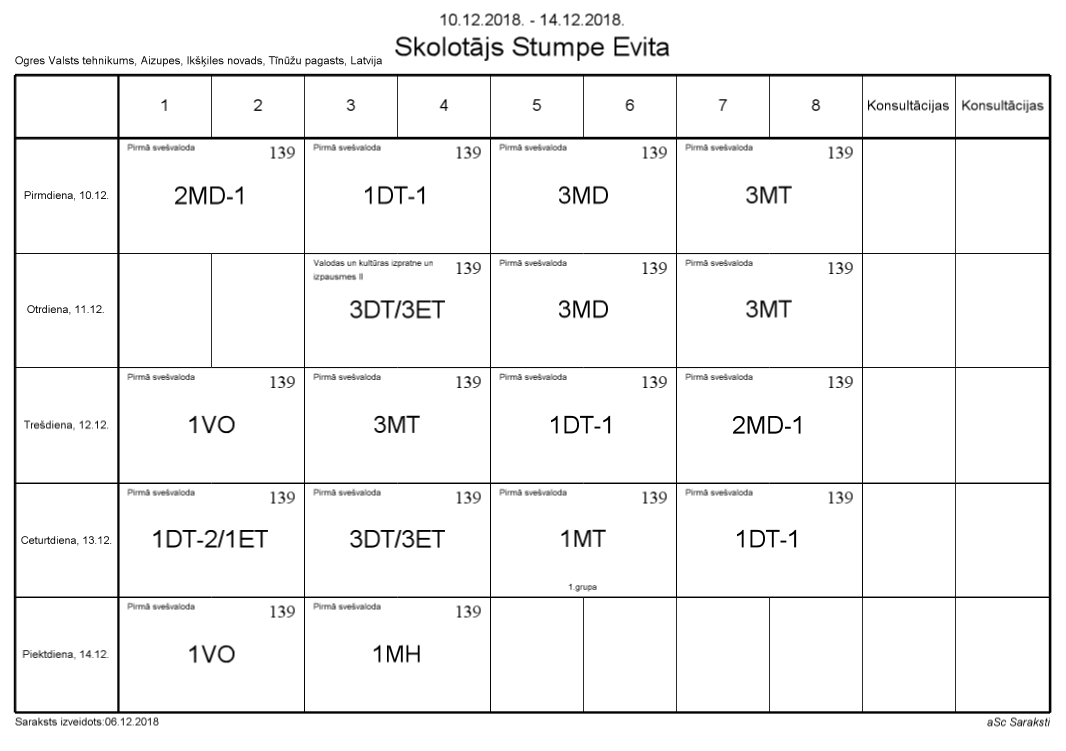 10.12.2018. - 14.12.2018.
Skolotājs Stumpe Evita
Ogres Valsts tehnikums, Aizupes, Ikšķiles novads, Tīnūžu pagasts, Latvija
1 2 3 4 5 6 7 8 Konsultācijas Konsultācijas
Pirmdiena, 10.12.
Pirmā svešvaloda 139
2MD-1
Pirmā svešvaloda 139
1DT-1
Pirmā svešvaloda 139
3MD
Pirmā svešvaloda 139
3MT
Otrdiena, 11.12.
Valodas un kultūras izpratne un 139
izpausmes II
3DT/3ET
Pirmā svešvaloda 139
3MD
Pirmā svešvaloda 139
3MT
Trešdiena, 12.12.
Pirmā svešvaloda 139
1VO
Pirmā svešvaloda 139
3MT
Pirmā svešvaloda 139
1DT-1
Pirmā svešvaloda 139
2MD-1
Ceturtdiena, 13.12.
Pirmā svešvaloda 139
1DT-2/1ET
Pirmā svešvaloda 139
3DT/3ET
Pirmā svešvaloda 139
1MT
1.grupa
Pirmā svešvaloda 139
1DT-1
Piektdiena, 14.12.
Pirmā svešvaloda 139
1VO
Pirmā svešvaloda 139
1MH
Saraksts izveidots:06.12.2018
aSc Saraksti